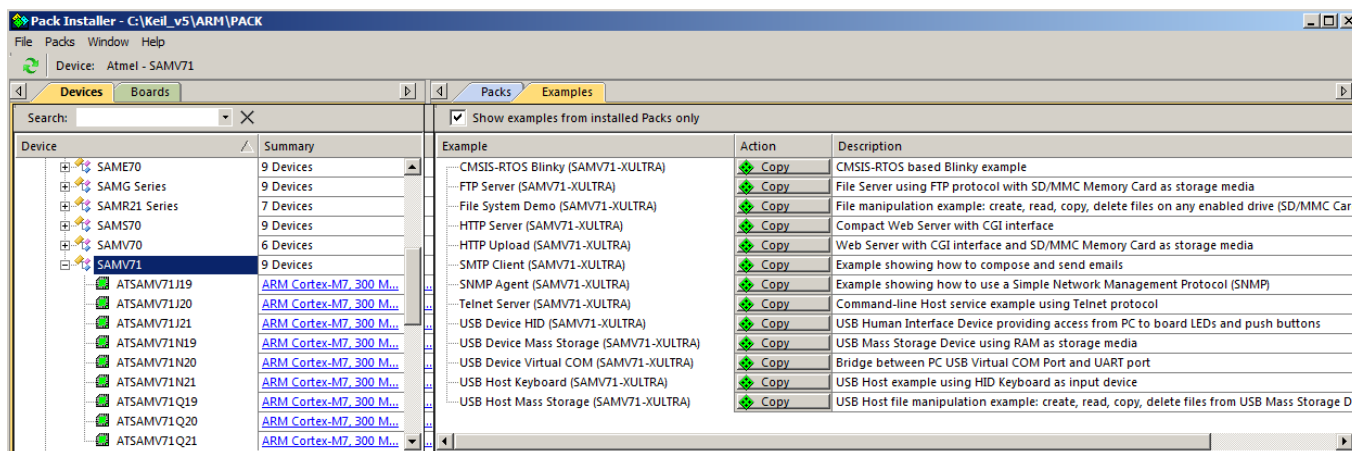 Pack Installer - C:\Keil_v5\ARM\PACK
File Packs Window Help
Device: Atmel - SAMV71
Devices Boards
Packs Examples
Search:
Show examples from installed Packs only
Device Summary
SAME70 9 Devices
SAMG Series 9 Devices
SAMR21 Series 7 Devices
SAMS70 9 Devices
SAMV70 6 Devices
SAMV71 9 Devices
ATSAMV71J19 ARM Cortex-M7, 300 M...
ATSAMV71J20 ARM Cortex-M7, 300 M...
ATSAMV71J21 ARM Cortex-M7, 300 M...
ATSAMV71N19 ARM Cortex-M7, 300 M...
ATSAMV71N20 ARM Cortex-M7, 300 M...
ATSAMV71N21 ARM Cortex-M7, 300 M...
ATSAMV71Q19 ARM Cortex-M7, 300 M...
ATSAMV71Q20 ARM Cortex-M7, 300 M...
ATSAMV71Q21 ARM Cortex-M7, 300 M...
Example Action Description
CMSIS-RTOS Blinky (SAMV71-XULTRA) Copy CMSIS-RTOS based Blinky example
FTP Server (SAMV71-XULTRA) Copy File Server using FTP protocol with SD/MMC Memory Card as storage media
File System Demo (SAMV71-XULTRA) Copy File manipulation example: create, read, copy, delete files on any enabled drive (SD/MMC Car
HTTP Server (SAMV71-XULTRA) Copy Compact Web Server with CGI interface
HTTP Upload (SAMV71-XULTRA) Copy Web Server with CGI interface and SD/MMC Memory Card as storage media
SMTP Client (SAMV71-XULTRA) Copy Example showing how to compose and send emails
SNMP Agent (SAMV71-XULTRA) Copy Example showing how to use a Simple Network Management Protocol (SNMP)
Telnet Server (SAMV71-XULTRA) Copy Command-line Host service example using Telnet protocol
USB Device HID (SAMV71-XULTRA) Copy USB Human Interface Device providing access from PC to board LEDs and push buttons
USB Device Mass Storage (SAMV71-XULTRA) Copy USB Mass Storage Device using RAM as storage media
USB Device Virtual COM (SAMV71-XULTRA) Copy Bridge between PC USB Virtual COM Port and UART port
USB Host Keyboard (SAMV71-XULTRA) Copy USB Host example using HID Keyboard as input device
USB Host Mass Storage (SAMV71-XULTRA) Copy USB Host file manipulation example: create, read, copy, delete files from USB Mass Storage D